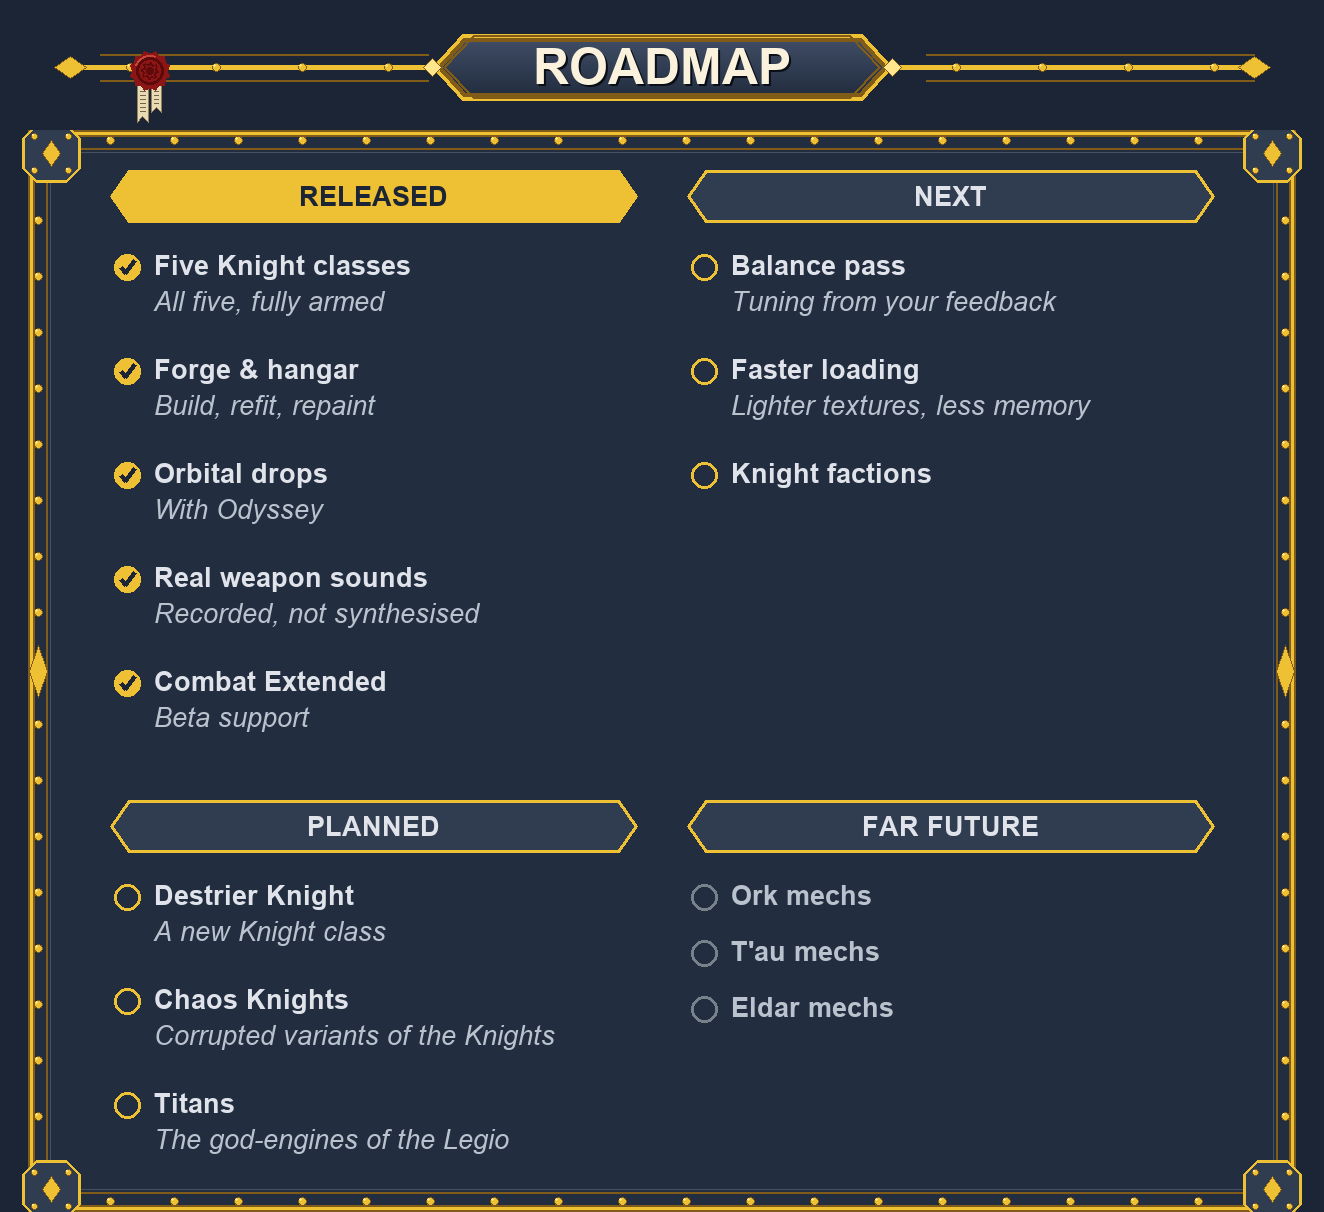 ROADMAP
RELEASED
Five Knight classes
All five, fully armed
Forge & hangar
Build, refit, repaint
Orbital drops
With Odyssey
Real weapon sounds
Recorded, not synthesised
Combat Extended
Beta support
NEXT
Balance pass
Tuning from your feedback
Faster loading
Lighter textures, less memory
Knight factions
PLANNED
Destrier Knight
A new Knight class
Chaos Knights
Corrupted variants of the Knights
Titans
The god-engines of the Legio
FAR FUTURE
Ork mechs
T'au mechs
Eldar mechs